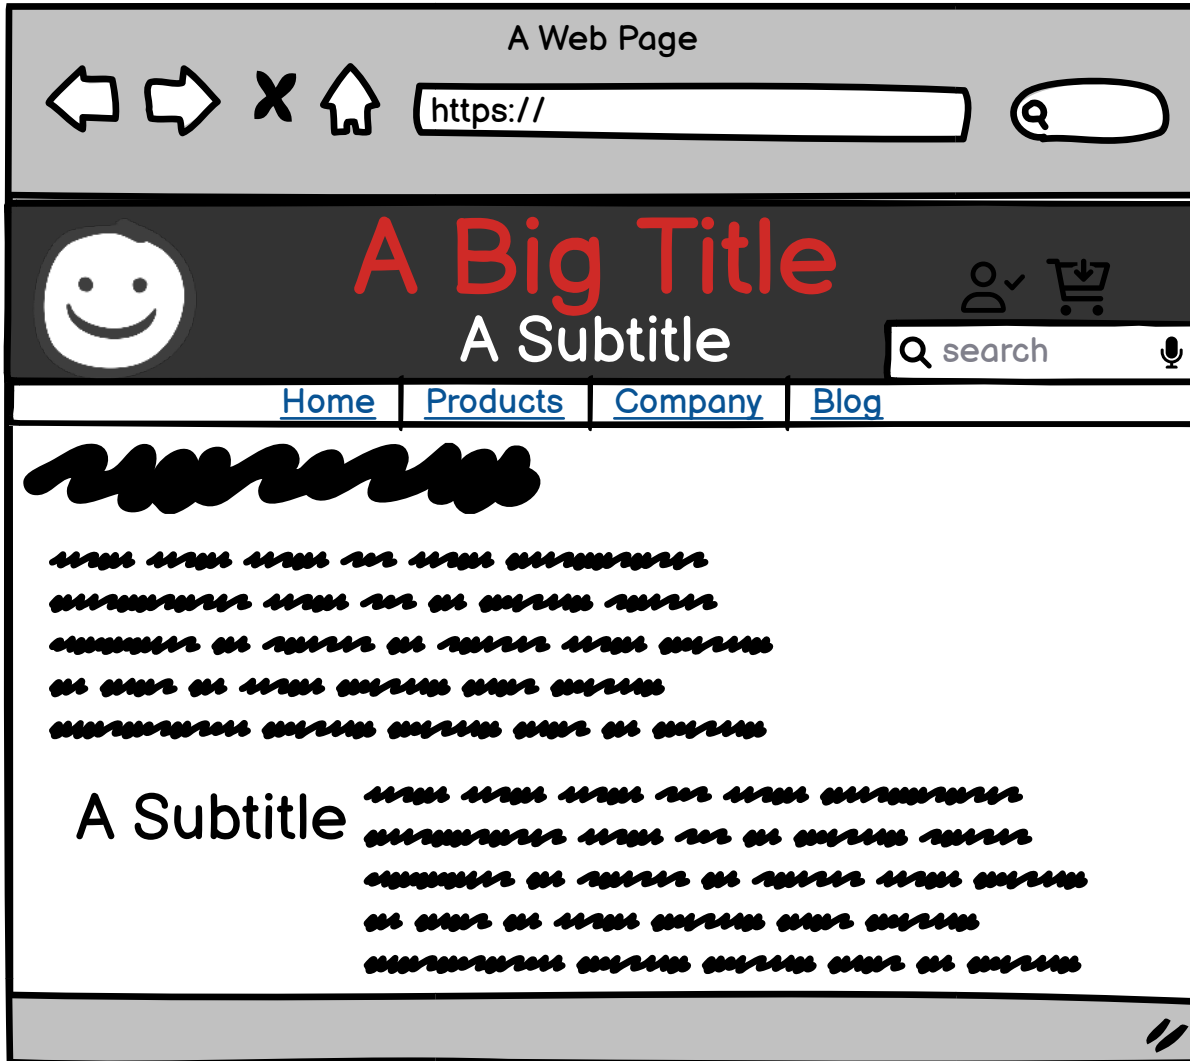 A Web Page
https://
A Big Title
A Subtitle
search
Home Products Company Blog
A Subtitle